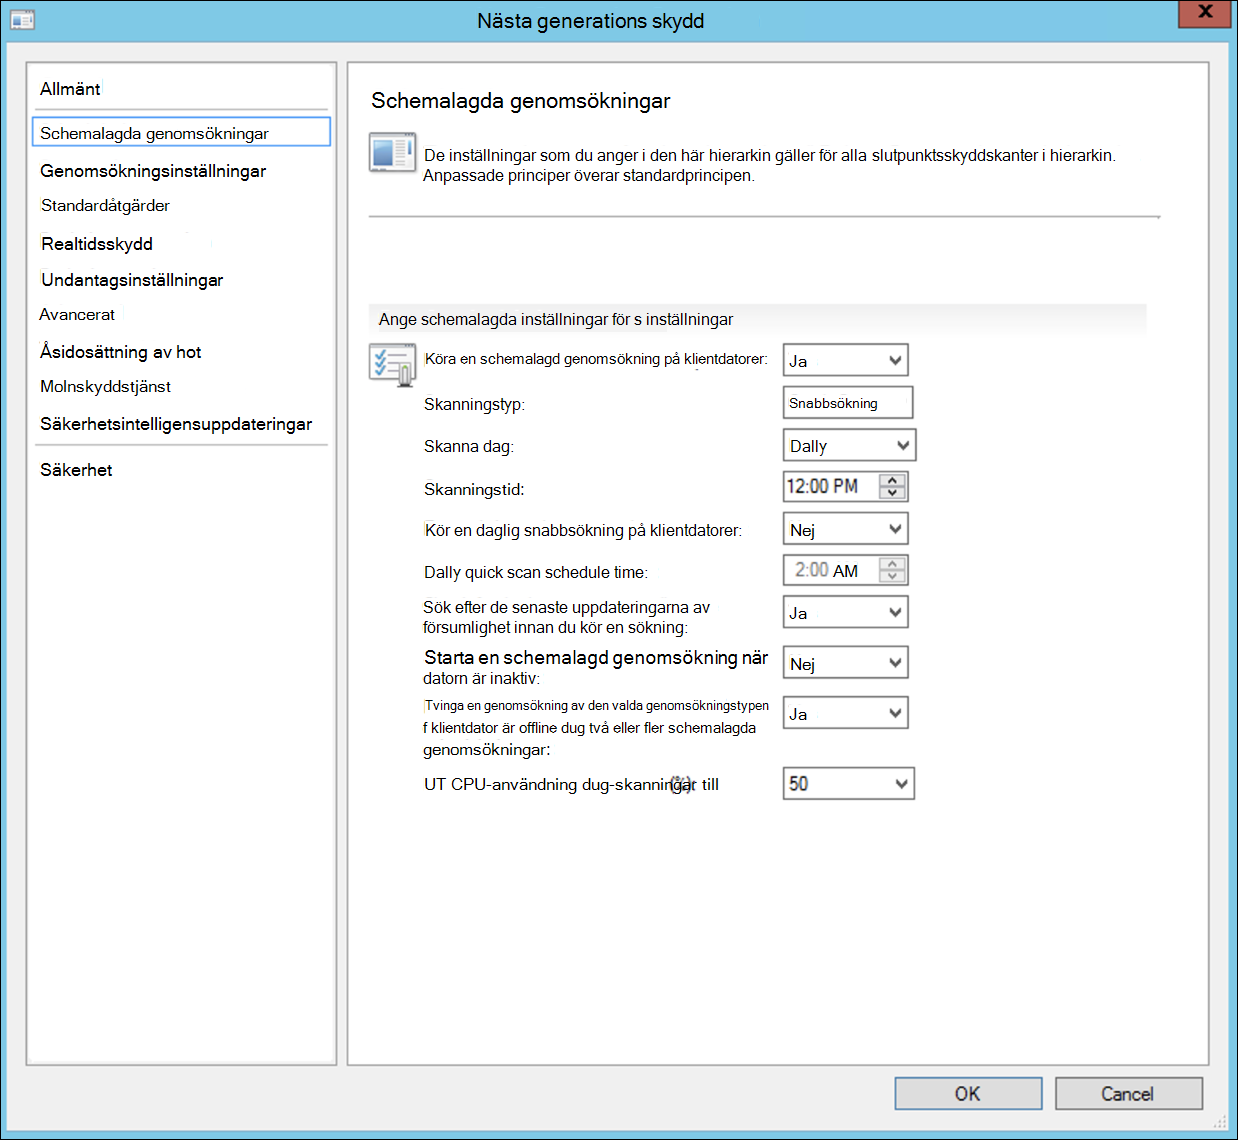 Nästa generations skydd
Allmänt
Schemalagda genomsökningar
Genomsökningsinställningar
Standardåtgärder
Realtidsskydd
Undantagsinställningar
Avancerat
Åsidosättning av hot
Molnskyddstjänst
Säkerhetsintelligensuppdateringar
Säkerhet
Schemalagda genomsökningar
De inställningar som du anger i den här hierarkin gäller för alla slutpunktsskyddskanter i hierarkin.
Anpassade principer överar standardprincipen.
Ange schemalagda inställningar för s inställningar
Köra en schemalagd genomsökning på klientdatorer: Ja
Skanningstyp: Snabbsökning
Skanna dag: Dally
Skanningstid: 12:00 PM
Kör en daglig snabbsökning på klientdatorer: Nej
Dally quick scan schedule time: 2:00 AM
Sök efter de senaste uppdateringarna av
försumlighet innan du kör en sökning: Ja
Starta en schemalagd genomsökning när
datorn är inaktiv: Nej
Tvinga en genomsökning av den valda genomsökningstypen
f klientdator är offline dug två eller fler schemalagda
genomsökningar: Ja
UT CPU-användning dug-skanningar till (%): 50
OK Cancel